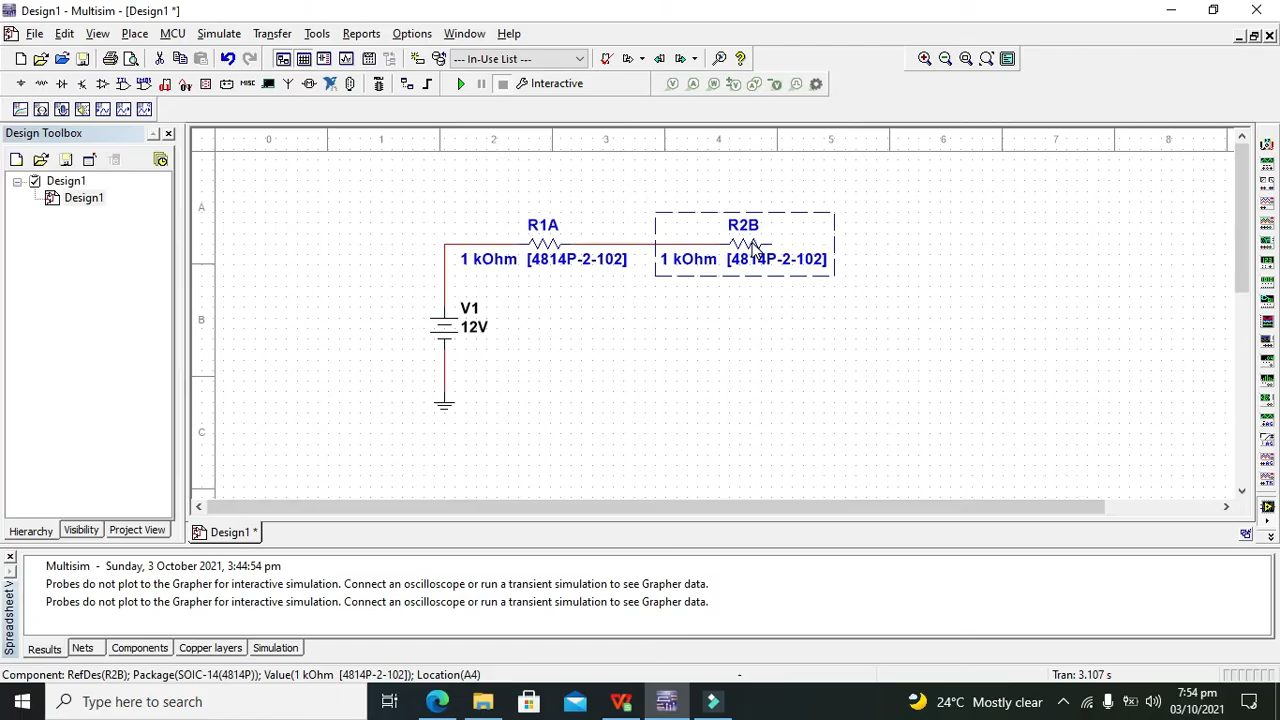 Design1 - Multisim - [Design1 *]
File Edit View Place MCU Simulate Transfer Tools Reports Options Window Help
--- In-Use List ---
Interactive
Design Toolbox
Design1
Design1
0 1 2 3 4 5 6 7 8
A
B
C
R1A
1 kOhm [4814P-2-102]
R2B
1 kOhm [4814P-2-102]
V1
12V
Hierarchy Visibility Project View
Design1 *
Multisim - Sunday, 3 October 2021, 3:44:54 pm
Probes do not plot to the Grapher for interactive simulation. Connect an oscilloscope or run a transient simulation to see Grapher data.
Probes do not plot to the Grapher for interactive simulation. Connect an oscilloscope or run a transient simulation to see Grapher data.
Spreadsheet V
Results Nets Components Copper layers Simulation
Component: RefDes(R2B); Package(SOIC-14(4814P)); Value(1 kOhm [4814P-2-102]); Location(A4)
-
Tran: 3.107 s
Type here to search
24°C Mostly clear
7:54 pm
03/10/2021